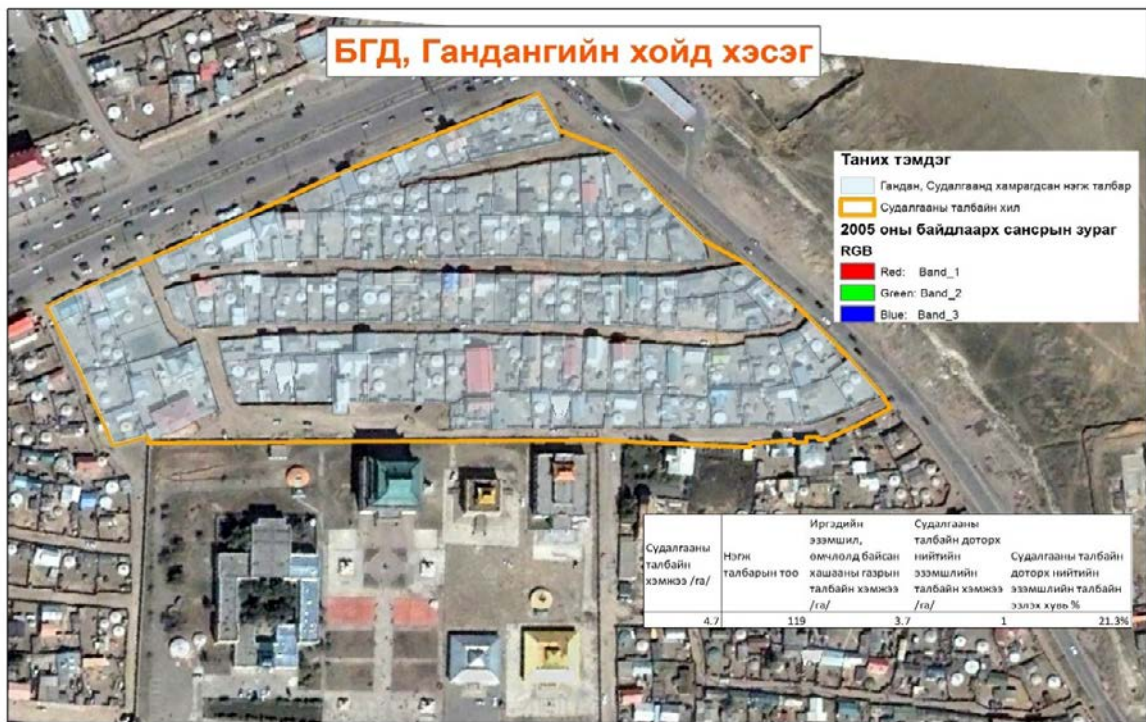 БГД, Гандангийн хойд хэсэг
Таних тэмдэг
Гандан, Судалгаанд хамрагдсан нэгж талбар
Судалгааны талбайн хил
2005 оны байдлаарх сансрын зураг
RGB
Red: Band_1
Green: Band_2
Blue: Band_3
Судалгааны
талбайн
хэмжээ /га/
Нэгж
талбарын тоо
Иргэдийн
эзэмшил,
өмчлөлд байсан
хашааны газрын
талбайн хэмжээ
/га/
Судалгааны
талбайн доторх
нийтийн
эзэмшлийн
талбайн хэмжээ
/га/
Судалгааны талбайн
доторх нийтийн
эзэмшлийн талбайн
эзлэх хувь %
4.7 119 3.7 1 21.3%